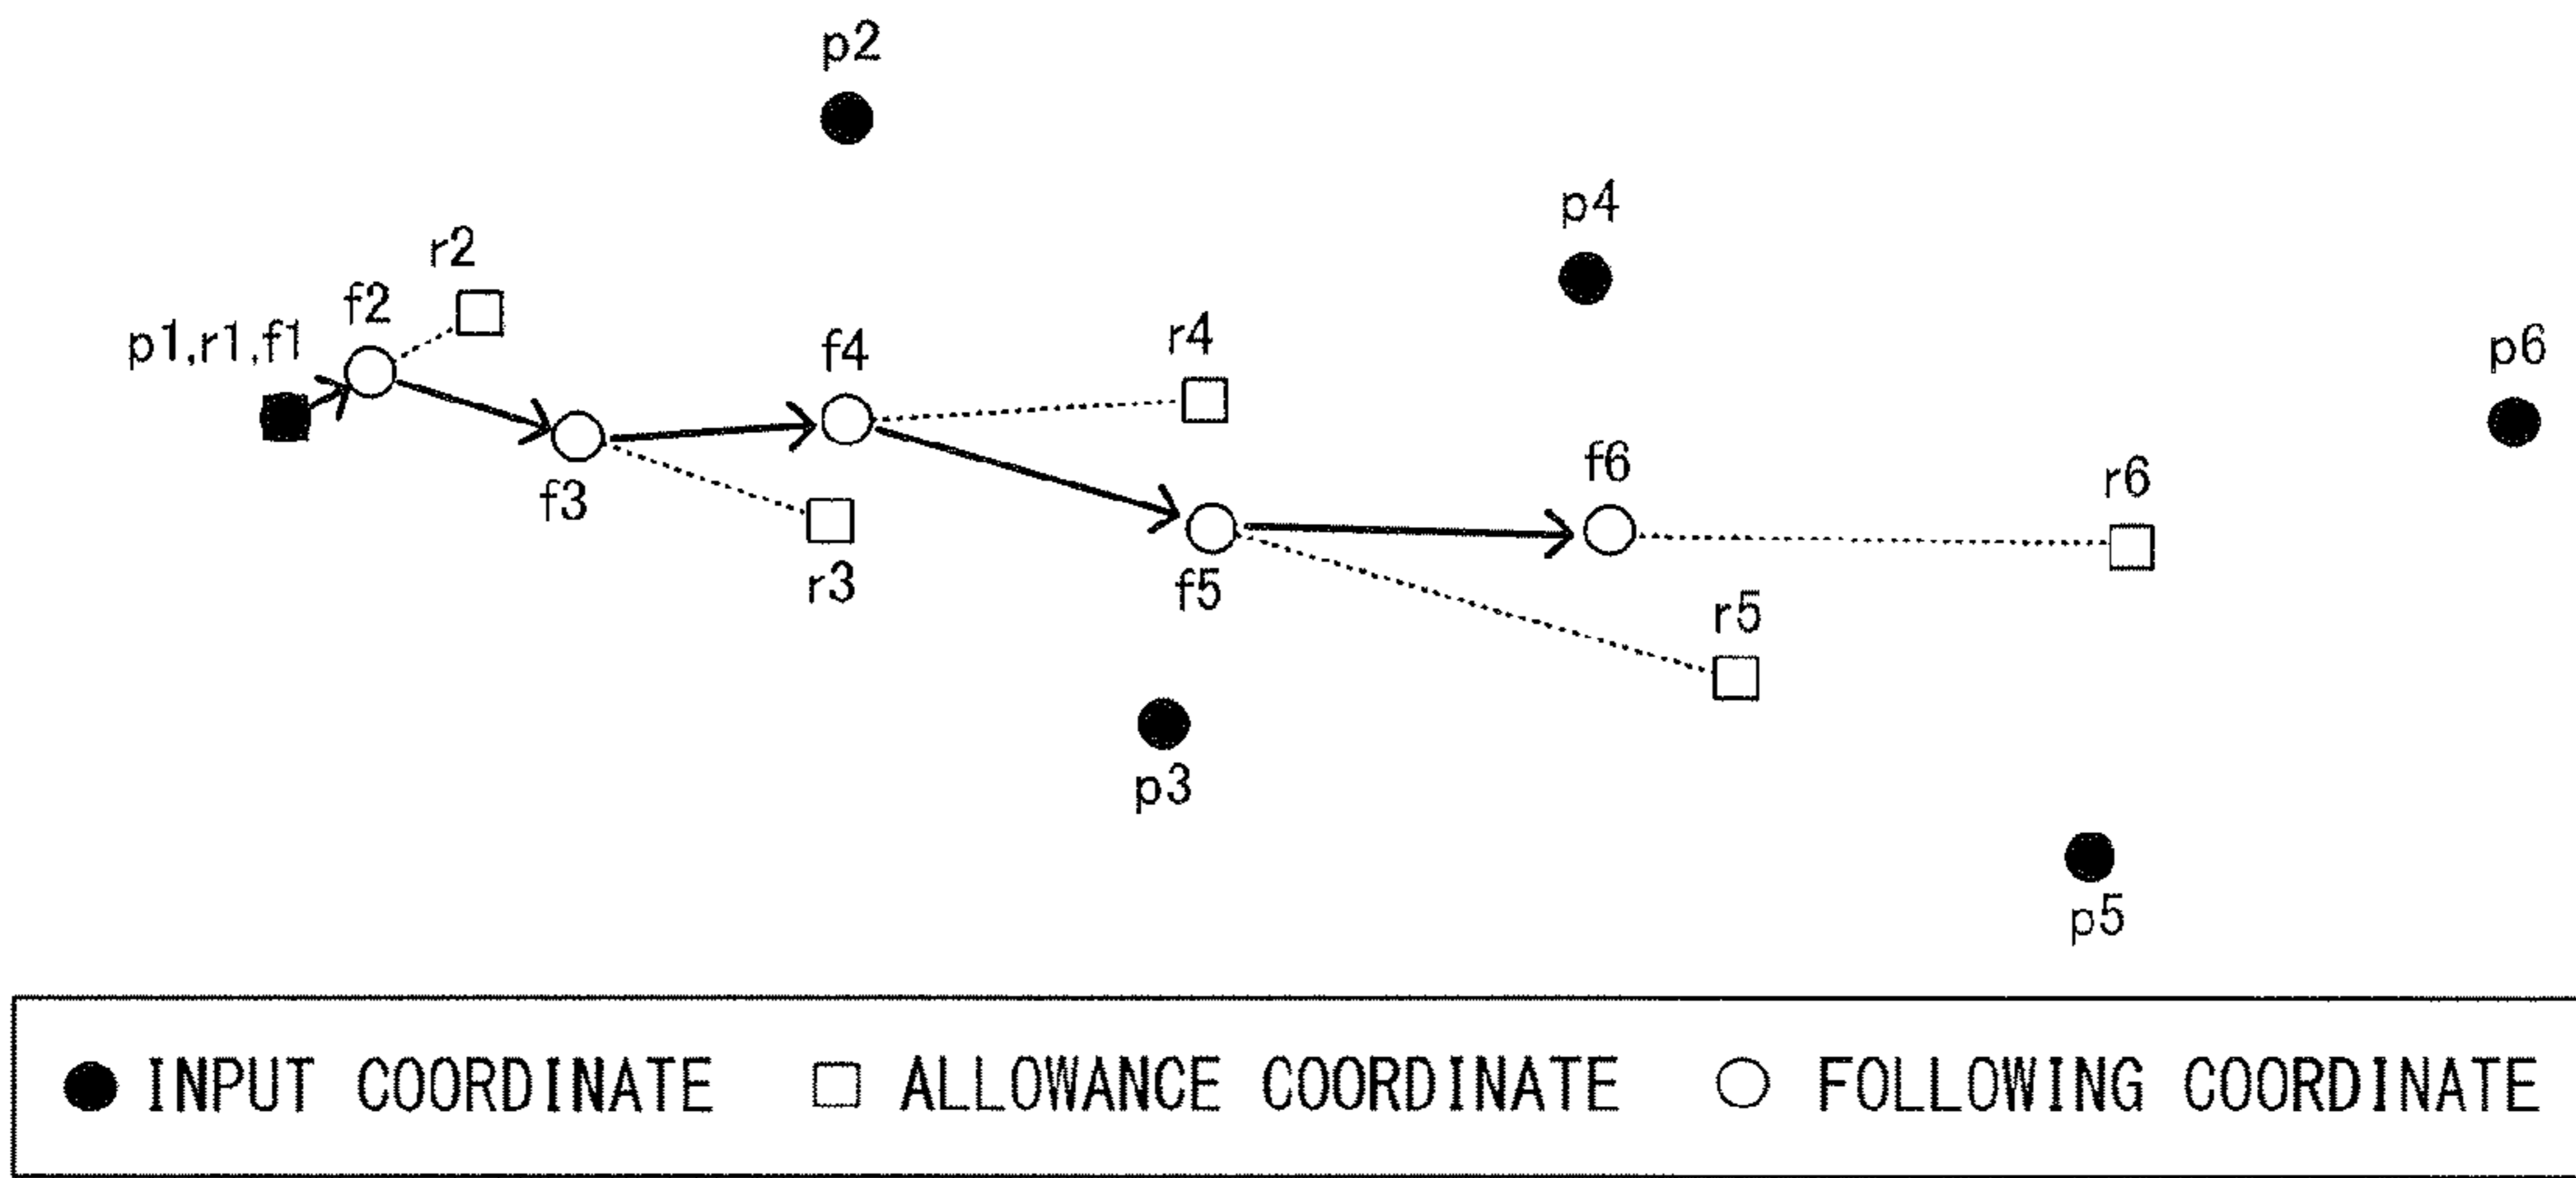 p2
p4
r2
f2
p1,r1,f1
f4
r4
p6
f3
f6
r6
r3
f5
r5
p3
p5
INPUT COORDINATE ALLOWANCE COORDINATE FOLLOWING COORDINATE